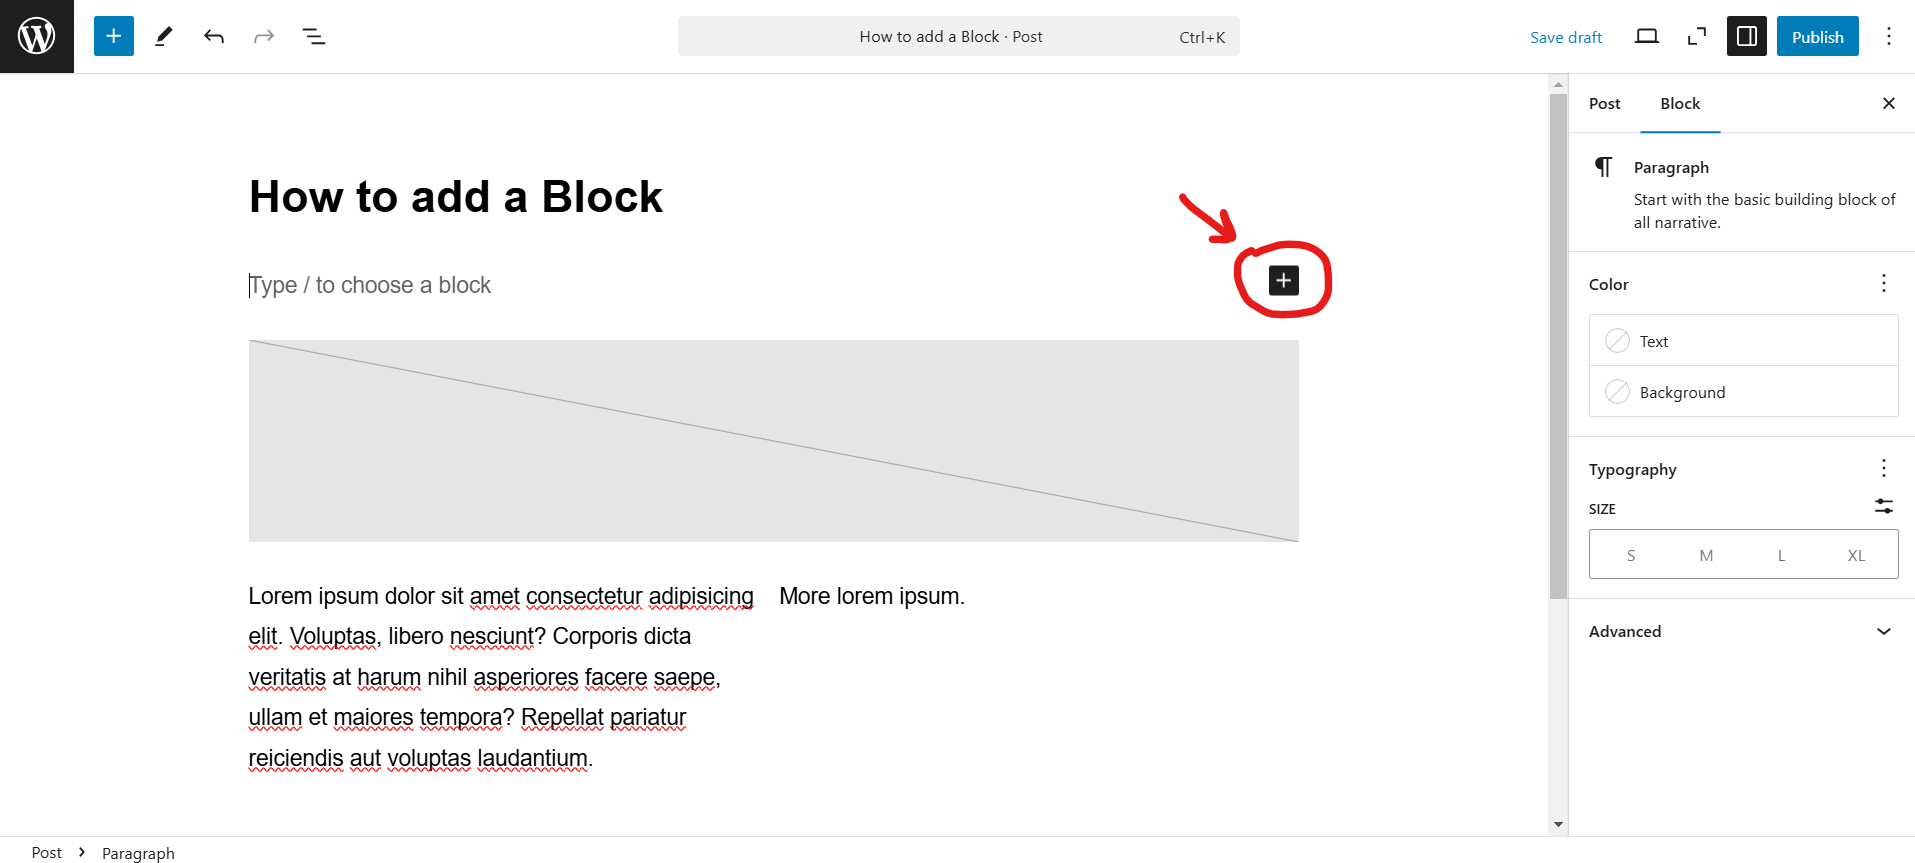 How to add a Block · Post
Ctrl+K
Save draft
Publish
Post
Block
How to add a Block
Type / to choose a block
Lorem ipsum dolor sit amet consectetur adipisicing
elit. Voluptas, libero nesciunt? Corporis dicta
veritatis at harum nihil asperiores facere saepe,
ullam et maiores tempora? Repellat pariatur
reiciendis aut voluptas laudantium.
More lorem ipsum.
Paragraph
Start with the basic building block of
all narrative.
Color
Text
Background
Typography
SIZE
S M L XL
Advanced
Post
Paragraph